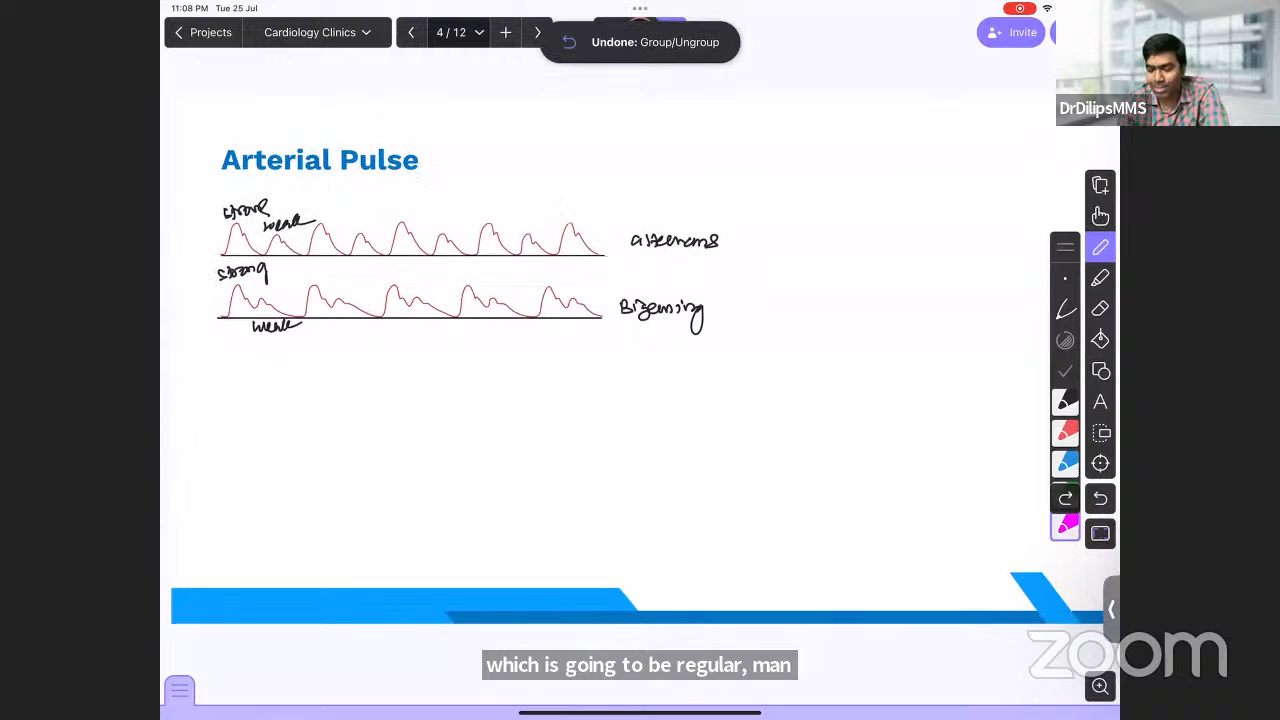 11:08 PM Tue 25 Jul
Projects
Cardiology Clinics
4 / 12
Undone: Group/Ungroup
Invite
DrDilipsMMS
Arterial Pulse
strong
weak
alternans
strong
Bigeminy
weak
which is going to be regular, man
zoom